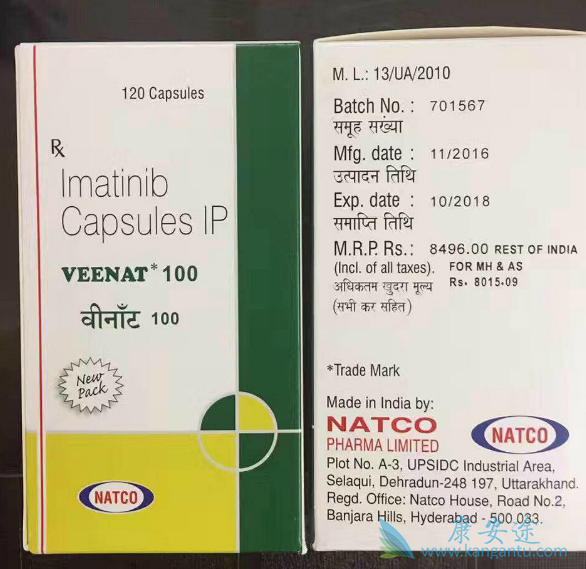 120 Capsules
Rx
Imatinib
Capsules IP
VEENAT* 100
वीनाँट 100
New
Pack
NATCO
M. L.: 13/UA/2010
Batch No. : 701567
समूह सख्या
Mfg. date : 11/2016
उत्पादन तिथि
Exp. date : 10/2018
समाप्ति तिथि
M.R.P. Rs.: 8496.00 REST OF INDIA
(Incl. of all taxes). FOR MH & AS
अधिकतम खुदरा मूल्य Rs. 8015.09
(सभी कर सहित)
*Trade Mark
Made in India by:
NATCO
PHARMA LIMITED
NATCO
Plot No. A-3, UPSIDC Industrial Area,
Selaqui, Dehradun-248 197, Uttarakhand.
Regd. Office: Natco House, Road No.2,
Banjara Hills, Hyderabad - 500 033.
康安途
www.kangantu.com